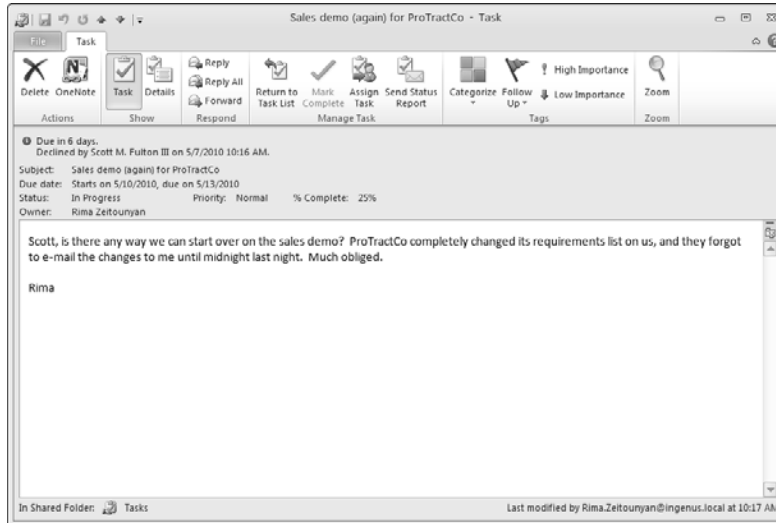 Sales demo (again) for ProTractCo - Task
File Task
Delete OneNote Task Details Reply Reply All Forward Return to Task List Mark Complete Assign Task Send Status Report Categorize Follow Up High Importance Low Importance Zoom
Actions Show Respond Manage Task Tags Zoom
Due in 6 days.
Declined by Scott M. Fulton III on 5/7/2010 10:16 AM.
Subject: Sales demo (again) for ProTractCo
Due date: Starts on 5/10/2010, due on 5/13/2010
Status: In Progress Priority: Normal % Complete: 25%
Owner: Rima Zeitounyan
Scott, is there any way we can start over on the sales demo? ProTractCo completely changed its requirements list on us, and they forgot
to e-mail the changes to me until midnight last night. Much obliged.
Rima
In Shared Folder: Tasks Last modified by Rima.Zeitounyan@ingenus.local at 10:17 AM